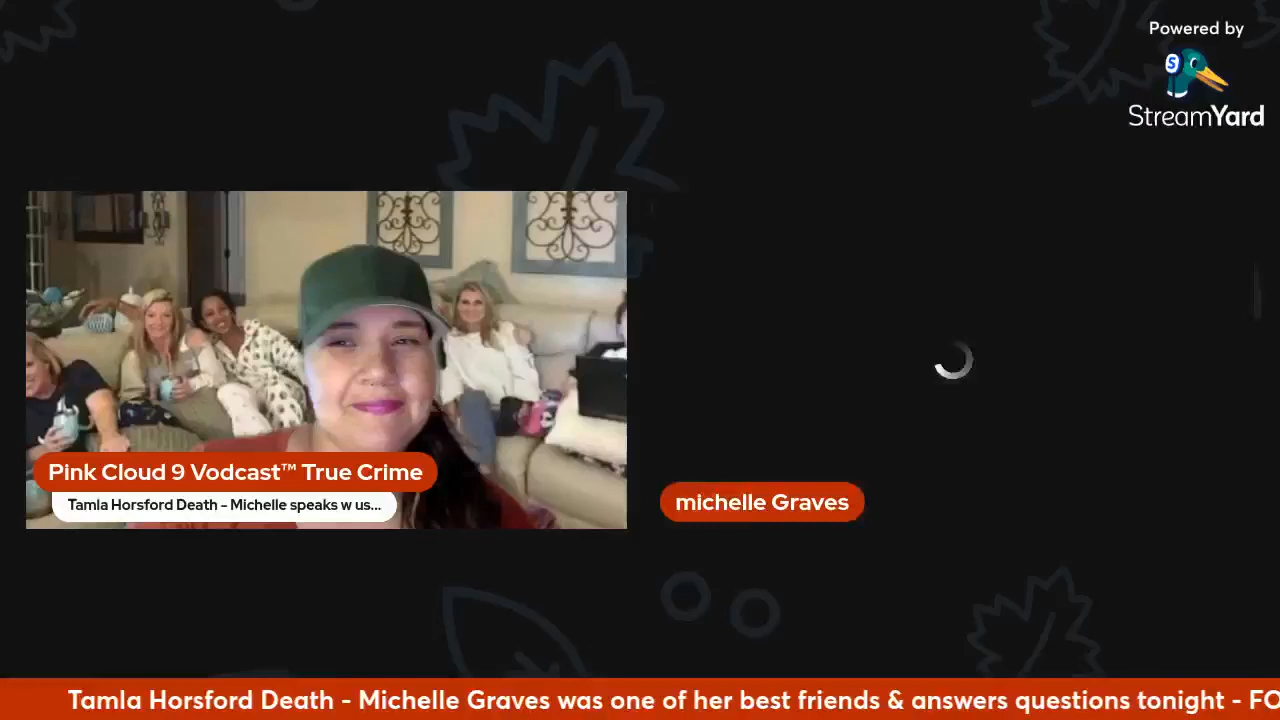 Powered by
S
StreamYard
Pink Cloud 9 Vodcast™ True Crime
Tamla Horsford Death - Michelle speaks w us...
michelle Graves
Tamla Horsford Death - Michelle Graves was one of her best friends & answers questions tonight - FO